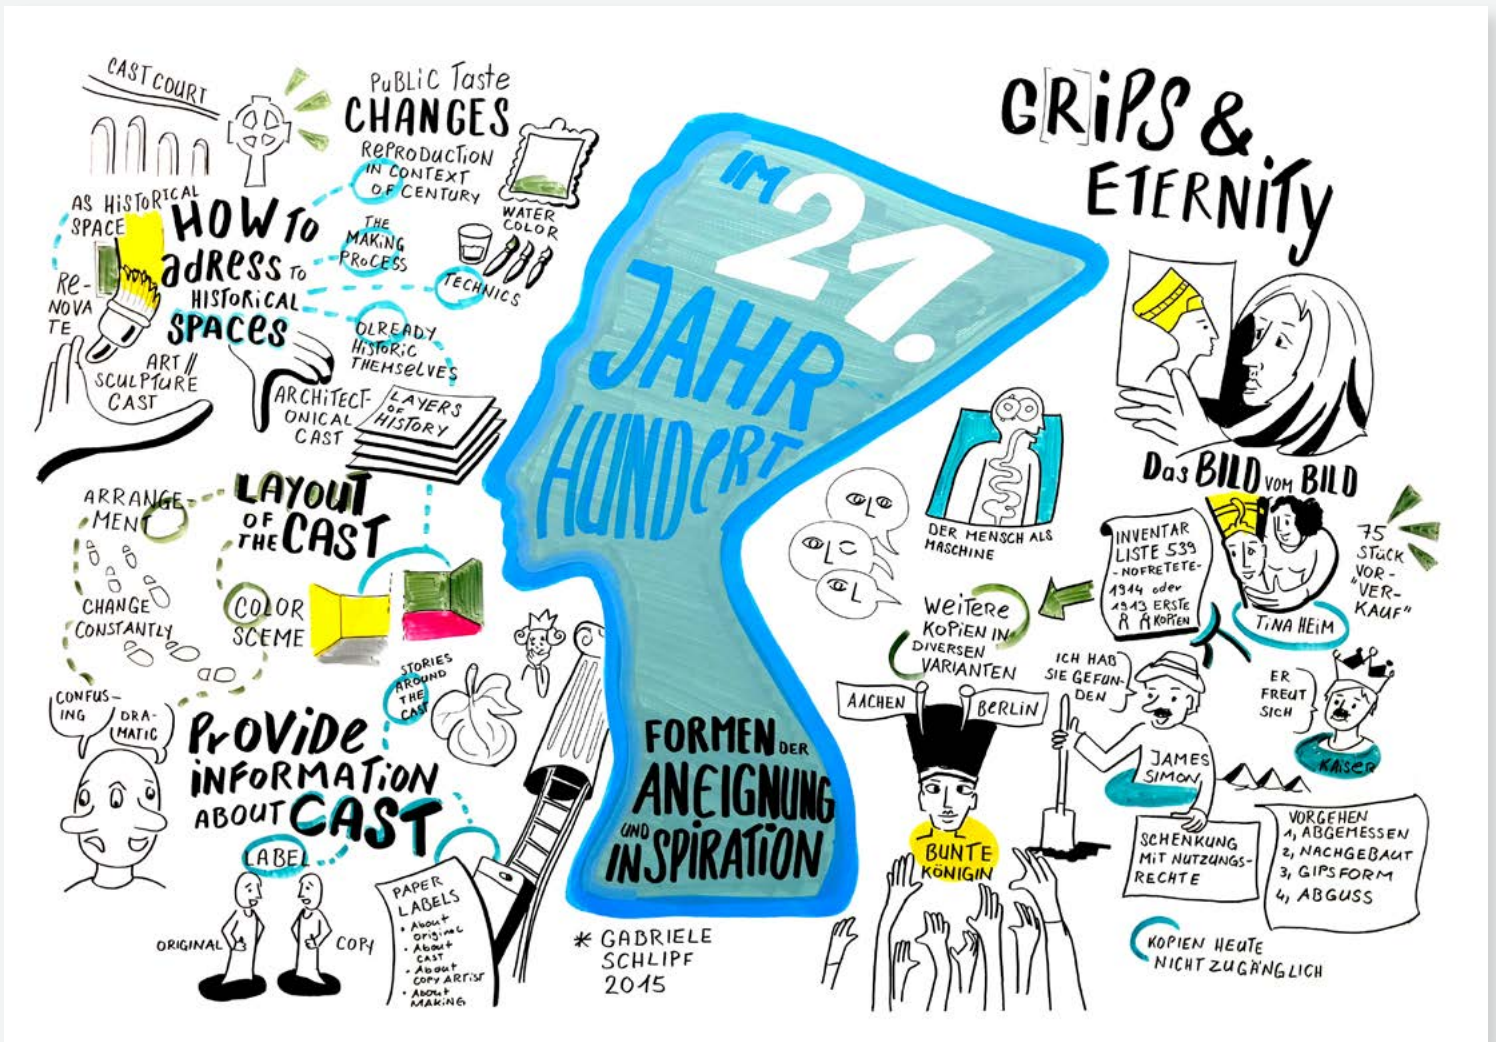 CAST COURT
PUBLIC Taste
CHANGES
REPRODUCTION
IN CONTEXT
OF CENTURY
WATER
COLOR
AS HISTORICAL
SPACE
HOW TO
adRESS TO
HISTORICAL
SPACES
RE-
NOVA
TE
THE
MAKING
PROCESS
TECHNICS
OLREADY
HISTORIC
THEMSELVES
ART //
SCULPTURE
CAST
ARCHITECT-
ONICAL
CAST
LAYERS
OF
HISTORY
ARRANGE-
MENT
LAYOUT
OF
THE CAST
CHANGE
CONSTANTLY
COLOR
SCEME
STORIES
AROUND
THE
CAST
CONFUS-
ING
DRA-
MATIC
PROViDe
iNFORMATiON
ABOUT CAST
LABEL
ORIGINAL
COPY
PAPER
LABELS
• About
original
• About
CAST
• About
COPY ARTIST
• About
MAKING
IM 21.
JAHR
HUNDERT
FORMEN DER
ANEIGNUNG
UND
INSPIRATION
* GABRIELE
SCHLIPF
2015
G[R]iPS &
ETERNiTY
Das BILD VOM BILD
DER MENSCH ALS
MASCHINE
INVENTAR
LISTE 539
- NOFRETETE -
1914 oder
1913 ERSTE
KOPIEN
75
STÜCK
VOR-
"VER-
KAUF"
TiNA HEIM
WEITERE
KOPIEN IN
DIVERSEN
VARIANTEN
AACHEN
BERLIN
BUNTE
KÖNIGIN
ICH HAB
SIE GEFUN-
DEN
JAMES
SIMON
ER
FREUT
SICH
KAISER
SCHENKUNG
MIT NUTZUNGS-
RECHTE
VORGEHEN
1, ABGEMESSEN
2, NACHGEBAUT
3, GIPSFORM
4, ABGUSS
KOPIEN HEUTE
NICHT ZUGÄNGLICH